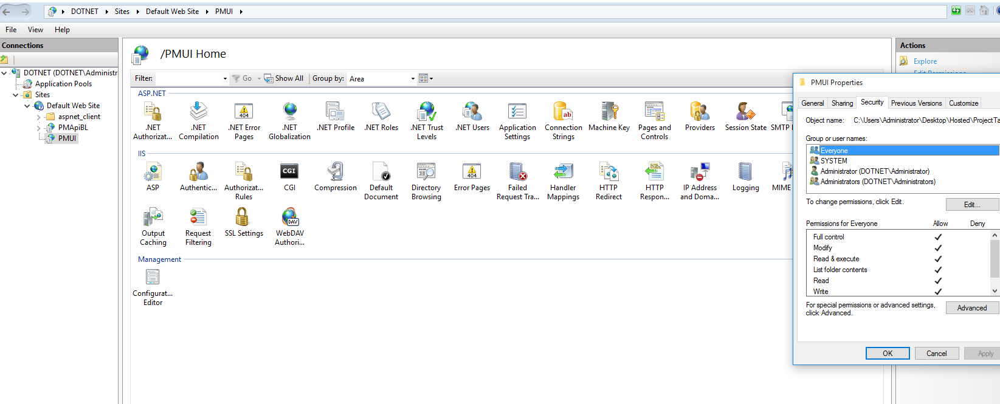 DOTNET Sites Default Web Site PMUI
File View Help
Connections
DOTNET (DOTNET\Administr
Application Pools
Sites
Default Web Site
aspnet_client
PMApiBL
PMUI
/PMUI Home
Filter: Go Show All Group by: Area
ASP.NET
.NET Authorizat...
.NET Compilation
.NET Error Pages
.NET Globalization
.NET Profile
.NET Roles
.NET Trust Levels
.NET Users
Application Settings
Connection Strings
Machine Key
Pages and Controls
Providers
Session State
SMTP
IIS
ASP
Authentic...
Authorizat... Rules
CGI
Compression
Default Document
Directory Browsing
Error Pages
Failed Request Tra...
Handler Mappings
HTTP Redirect
HTTP Respon...
IP Address and Doma...
Logging
MIME
Output Caching
Request Filtering
SSL Settings
WebDAV Authori...
Management
Configurat... Editor
Actions
Explore
Edit Permissions
PMUI Properties
General Sharing Security Previous Versions Customize
Object name: C:\Users\Administrator\Desktop\Hosted\ProjectTa
Group or user names:
Everyone
SYSTEM
Administrator (DOTNET\Administrator)
Administrators (DOTNET\Administrators)
To change permissions, click Edit.
Edit...
Permissions for Everyone Allow Deny
Full control
Modify
Read & execute
List folder contents
Read
Write
For special permissions or advanced settings,
click Advanced.
Advanced
OK Cancel Apply